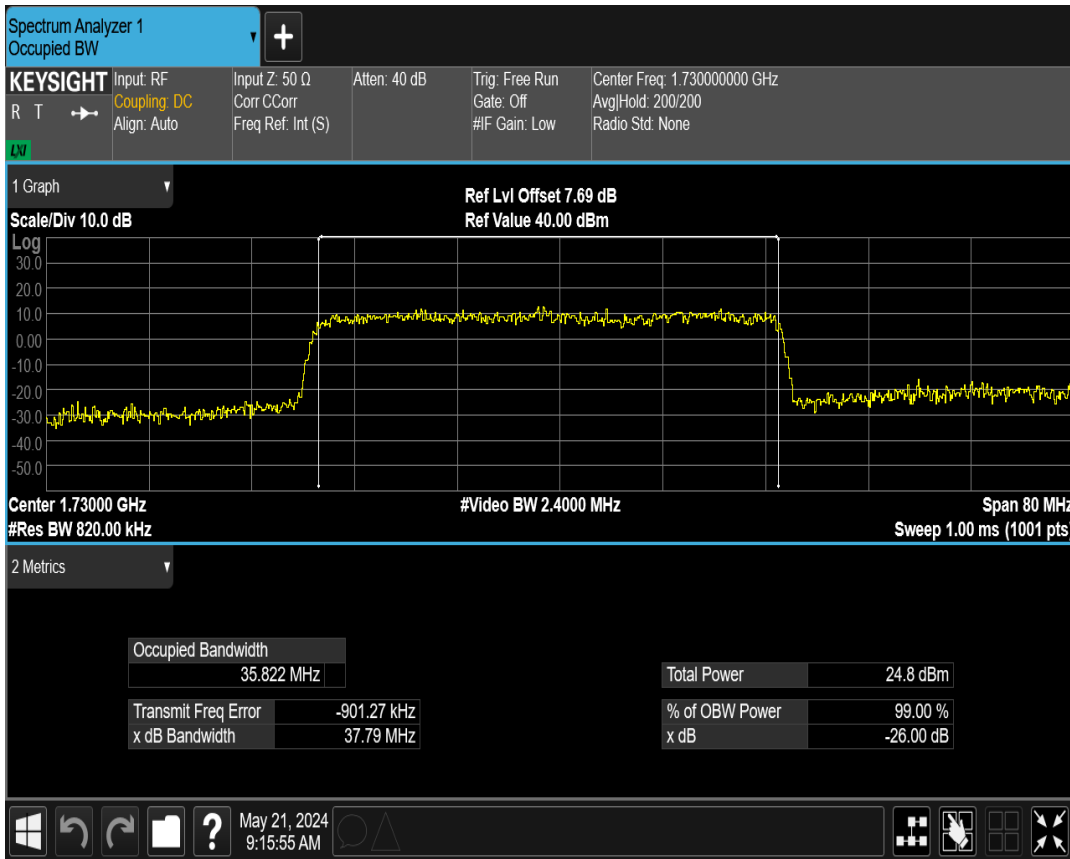 Spectrum Analyzer 1
Occupied BW
KEYSIGHT
R T
LXI
Input: RF
Coupling: DC
Align: Auto
Input Z: 50 Ω
Corr CCorr
Freq Ref: Int (S)
Atten: 40 dB
Trig: Free Run
Gate: Off
#IF Gain: Low
Center Freq: 1.730000000 GHz
Avg|Hold: 200/200
Radio Std: None
1 Graph
Scale/Div 10.0 dB
Ref Lvl Offset 7.69 dB
Ref Value 40.00 dBm
Log
30.0
20.0
10.0
0.00
-10.0
-20.0
-30.0
-40.0
-50.0
Center 1.73000 GHz
#Res BW 820.00 kHz
#Video BW 2.4000 MHz
Span 80 MHz
Sweep 1.00 ms (1001 pts)
2 Metrics
Occupied Bandwidth
35.822 MHz
Transmit Freq Error -901.27 kHz
x dB Bandwidth 37.79 MHz
Total Power 24.8 dBm
% of OBW Power 99.00 %
x dB -26.00 dB
?
May 21, 2024
9:15:55 AM